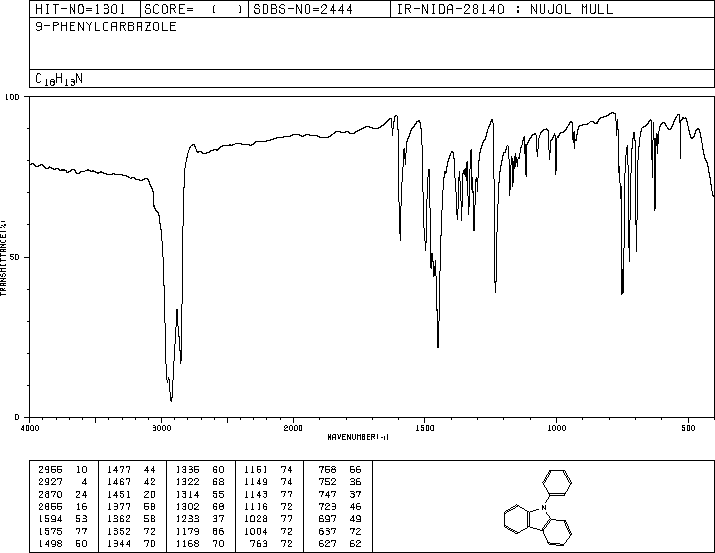 HIT-NO=1301 SCORE= ( ) SDBS-NO=2444 IR-NIDA-28140 : NUJOL MULL
9-PHENYLCARBAZOLE
C18H13N
100
50
0
TRANSMITTANCE(%)
4000 3000 2000 1500 1000 500
WAVENUMBER(-1)
2955 10 1477 44 1336 60 1151 74 758 56
2927 4 1467 42 1322 68 1149 74 752 36
2870 24 1451 20 1314 55 1143 77 747 37
2855 16 1377 58 1302 68 1116 72 723 46
1594 53 1362 58 1233 37 1028 77 697 49
1575 77 1352 72 1179 66 1004 72 637 72
1498 50 1344 70 1168 70 763 72 627 62
N